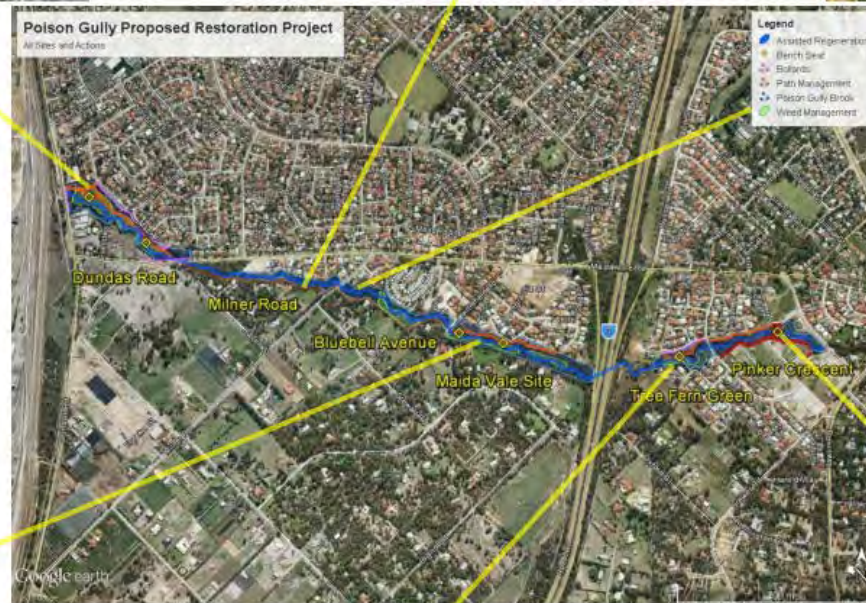 Poison Gully Proposed Restoration Project
All Sites and Actions
Legend
Assisted Regeneration
Bench Seat
Bollards
Path Management
Poison Gully Brook
Weed Management
Dundas Road
Milner Road
Bluebell Avenue
Maida Vale Site
Tree Fern Green
Pinker Crescent
Google earth